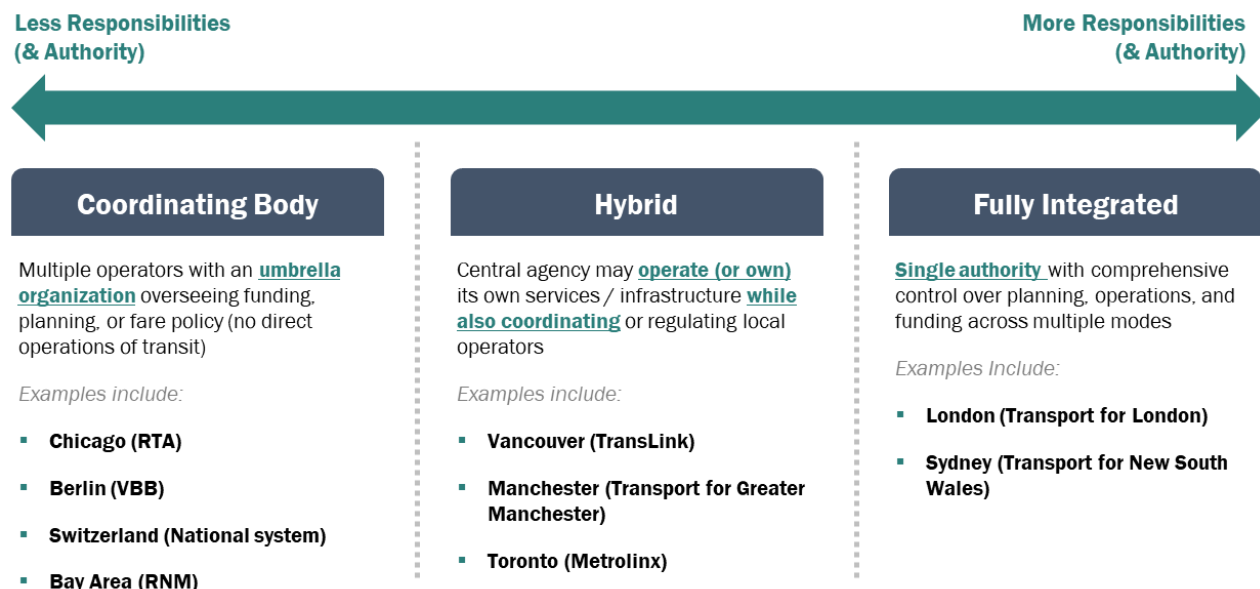 Less Responsibilities
(& Authority)
More Responsibilities
(& Authority)
Coordinating Body
Multiple operators with an umbrella
organization overseeing funding,
planning, or fare policy (no direct
operations of transit)
Examples include:
▪ Chicago (RTA)
▪ Berlin (VBB)
▪ Switzerland (National system)
▪ Bay Area (RNM)
Hybrid
Central agency may operate (or own)
its own services / infrastructure while
also coordinating or regulating local
operators
Examples include:
▪ Vancouver (TransLink)
▪ Manchester (Transport for Greater
Manchester)
▪ Toronto (Metrolinx)
Fully Integrated
Single authority with comprehensive
control over planning, operations, and
funding across multiple modes
Examples Include:
▪ London (Transport for London)
▪ Sydney (Transport for New South
Wales)